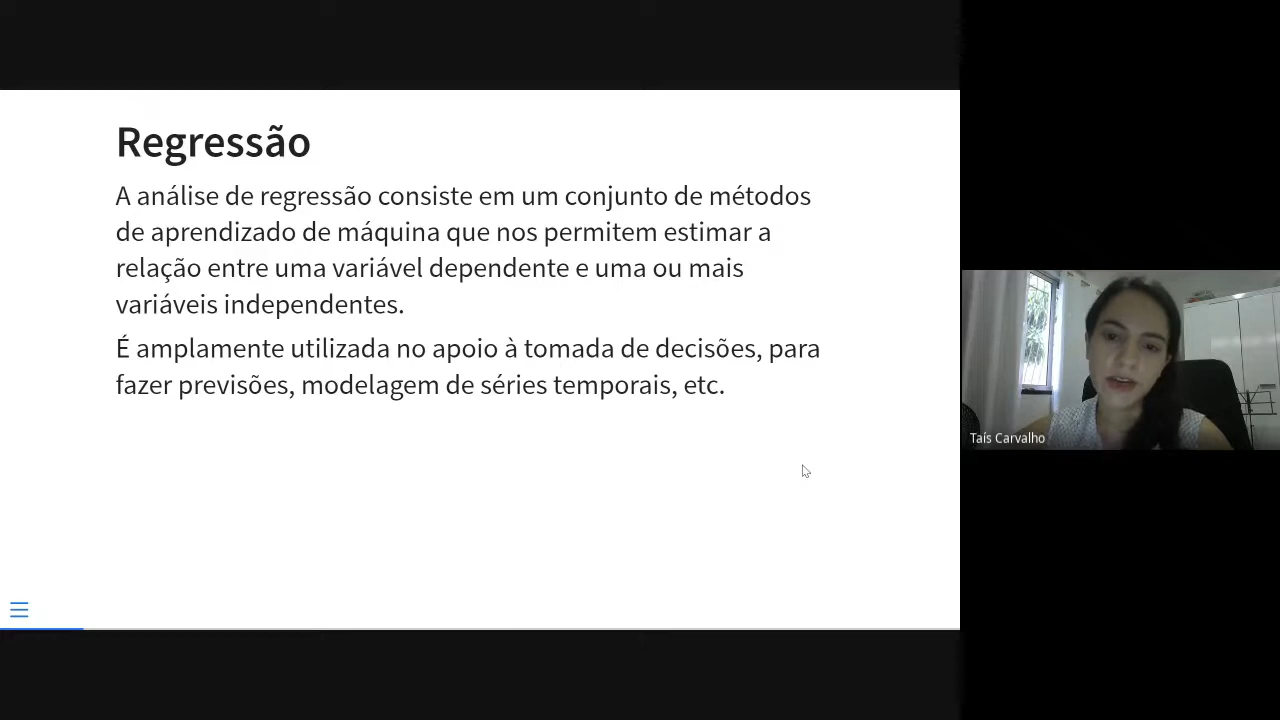 Regressão
A análise de regressão consiste em um conjunto de métodos
de aprendizado de máquina que nos permitem estimar a
relação entre uma variável dependente e uma ou mais
variáveis independentes.
É amplamente utilizada no apoio à tomada de decisões, para
fazer previsões, modelagem de séries temporais, etc.
Taís Carvalho